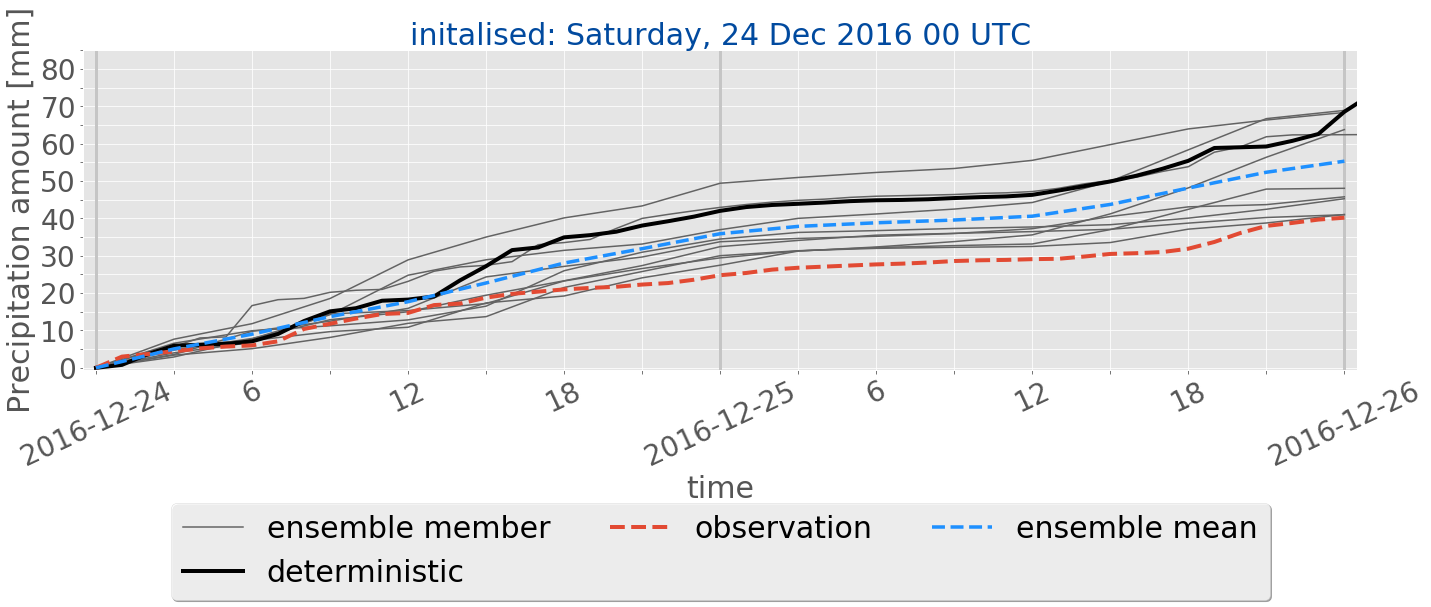 initalised: Saturday, 24 Dec 2016 00 UTC
Precipitation amount [mm]
80
70
60
50
40
30
20
10
0
2016-12-24 6 12 18 2016-12-25 6 12 18 2016-12-26
time
ensemble member observation ensemble mean
deterministic